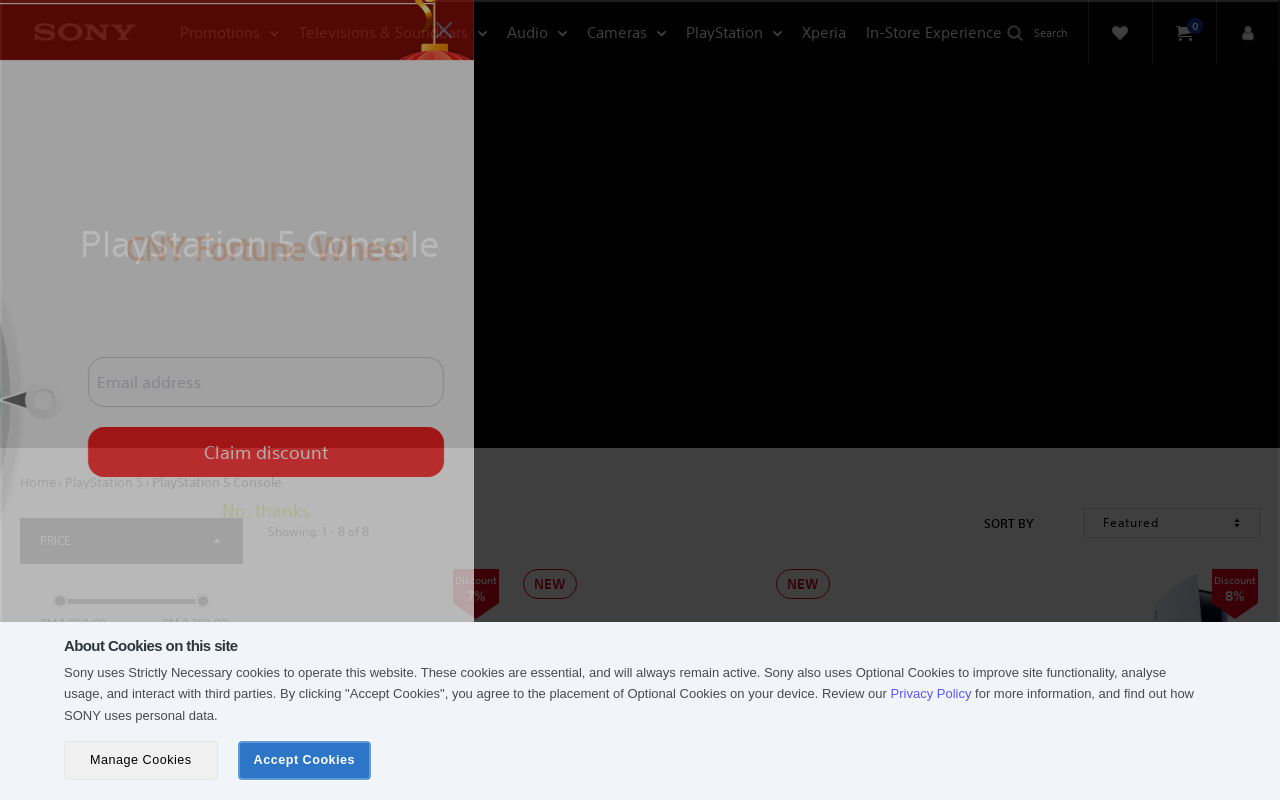 SONY
Promotions
Televisions & Soundbars
Audio
Cameras
PlayStation
Xperia
In-Store Experience
Search
0
PlayStation 5 Console
CNY Fortune Wheel
Email address
Claim discount
No, thanks
Home › PlayStation 5 › PlayStation 5 Console
Showing: 1 - 8 of 8
SORT BY
Featured
PRICE
Discount
7%
NEW
NEW
Discount
8%
About Cookies on this site
Sony uses Strictly Necessary cookies to operate this website. These cookies are essential, and will always remain active. Sony also uses Optional Cookies to improve site functionality, analyse
usage, and interact with third parties. By clicking "Accept Cookies", you agree to the placement of Optional Cookies on your device. Review our Privacy Policy for more information, and find out how
SONY uses personal data.
Manage Cookies
Accept Cookies